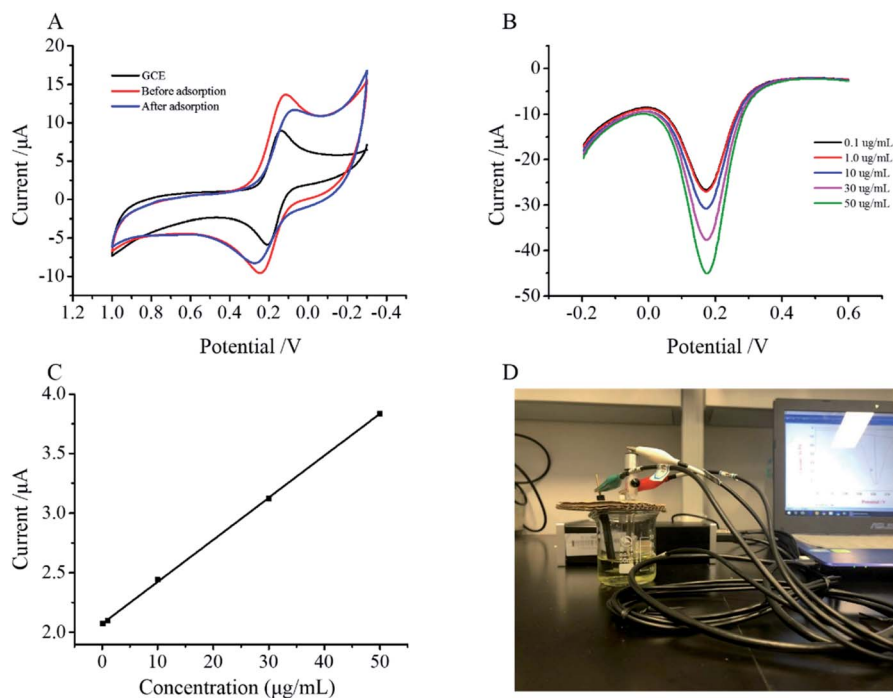 A
Current /μA
20
15
10
5
0
-5
-10
GCE
Before adsorption
After adsorption
1.2 1.0 0.8 0.6 0.4 0.2 0.0 -0.2 -0.4
Potential /V
B
Current /μA
0
-10
-20
-30
-40
-50
0.1 ug/mL
1.0 ug/mL
10 ug/mL
30 ug/mL
50 ug/mL
-0.2 0.0 0.2 0.4 0.6
Potential /V
C
Current /μA
4.0
3.5
3.0
2.5
2.0
0 10 20 30 40 50
Concentration (μg/mL)
D
ASUS